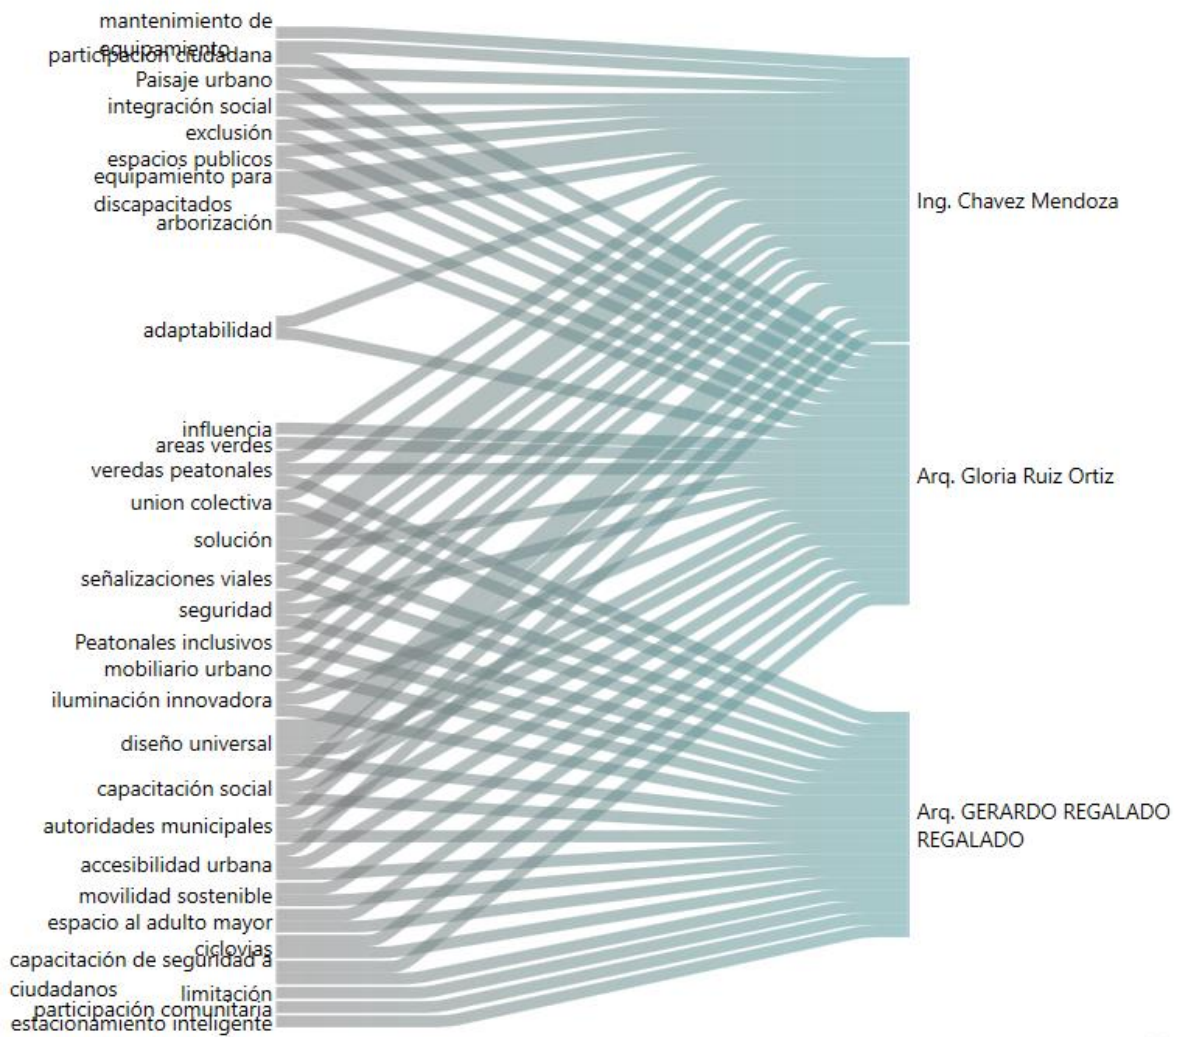 mantenimiento de
equipamiento
participación ciudadana
Paisaje urbano
integración social
exclusión
espacios publicos
equipamiento para
discapacitados
arborización
adaptabilidad
influencia
areas verdes
veredas peatonales
union colectiva
solución
señalizaciones viales
seguridad
Peatonales inclusivos
mobiliario urbano
iluminación innovadora
diseño universal
capacitación social
autoridades municipales
accesibilidad urbana
movilidad sostenible
espacio al adulto mayor
ciclovias
capacitación de seguridad a
ciudadanos
limitación
participación comunitaria
estacionamiento inteligente
Ing. Chavez Mendoza
Arq. Gloria Ruiz Ortiz
Arq. GERARDO REGALADO
REGALADO